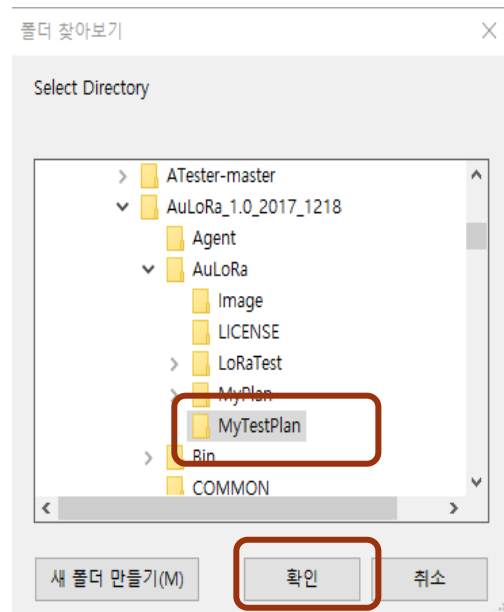 폴더 찾아보기
Select Directory
ATester-master
AuLoRa_1.0_2017_1218
Agent
AuLoRa
Image
LICENSE
LoRaTest
MyPlan
MyTestPlan
Bin
COMMON
새 폴더 만들기(M)
확인
취소